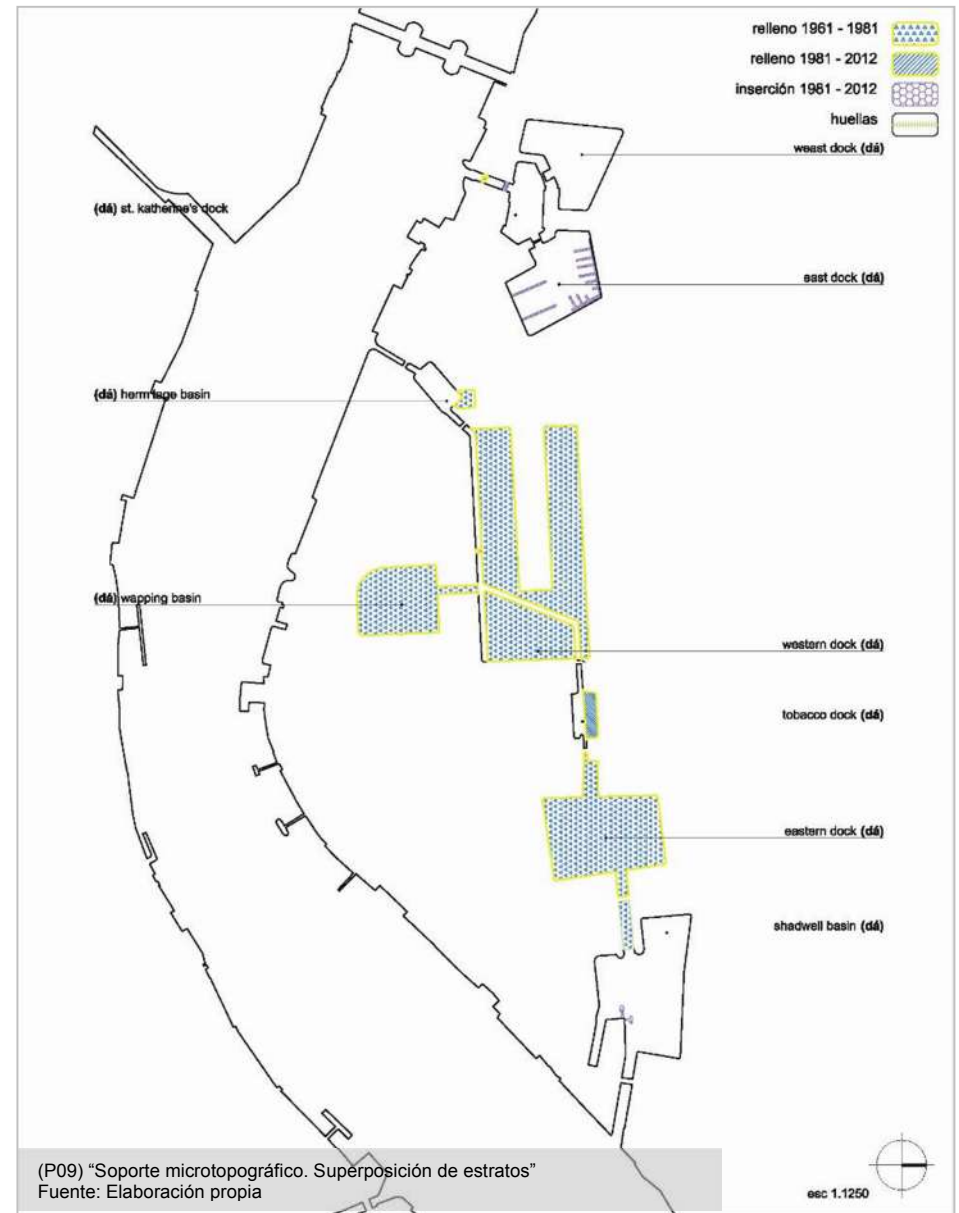 relleno 1961 - 1981
relleno 1981 - 2012
inserción 1981 - 2012
huellas
weast dock (dá)
(dá) st. katherine's dock
east dock (dá)
(dá) hermitage basin
(dá) wapping basin
western dock (dá)
tobacco dock (dá)
eastern dock (dá)
shadwell basin (dá)
(P09) “Soporte microtopográfico. Superposición de estratos”
Fuente: Elaboración propia
esc 1.1250